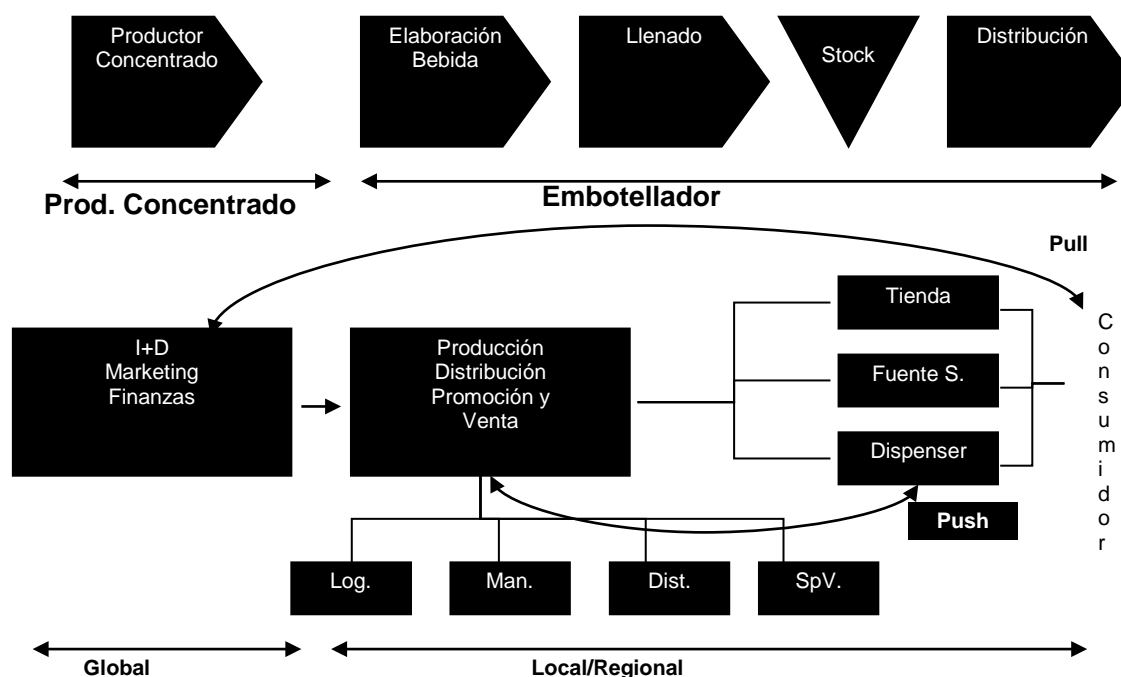 Productor
Concentrado
Elaboración
Bebida
Llenado
Stock
Distribución
Prod. Concentrado
Embotellador
Pull
I+D
Marketing
Finanzas
Producción
Distribución
Promoción y
Venta
Tienda
Fuente S.
Dispenser
Consumidor
Push
Log.
Man.
Dist.
SpV.
Global
Local/Regional